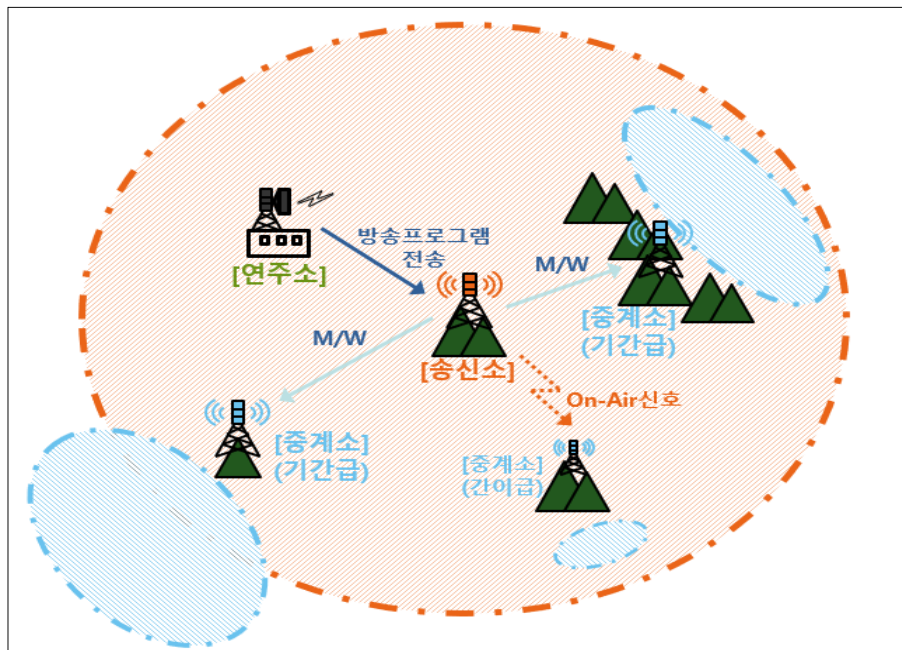 방송프로그램
전송
[연주소]
M/W
[중계소]
(기간급)
M/W
[송신소]
On-Air신호
[중계소]
(기간급)
[중계소]
(간이급)